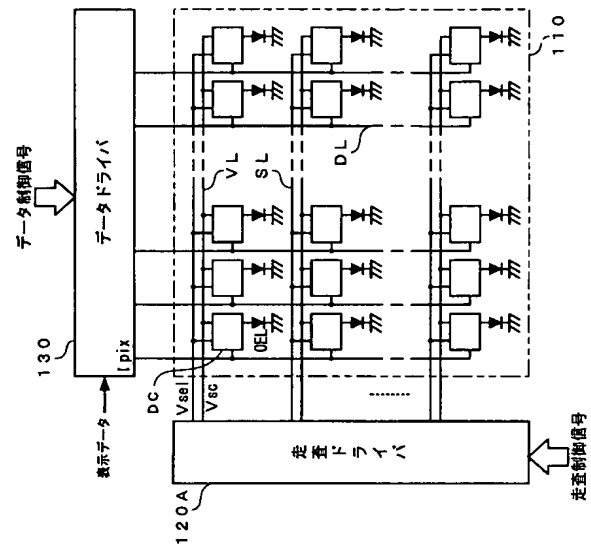 データ制御信号
130
データドライバ
表示データ
Ipix
Vsel
Vsc
DC
OEL
VL
SL
DL
110
120A
走査ドライバ
走査制御信号